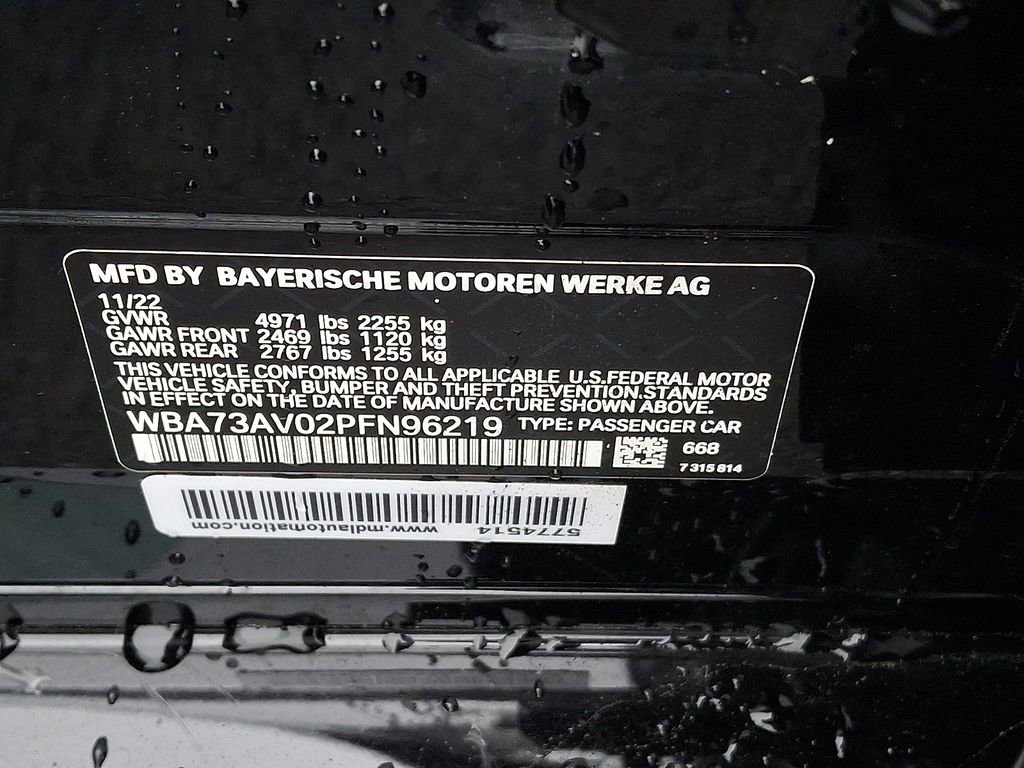 MFD BY BAYERISCHE MOTOREN WERKE AG
11/22
GVWR 4971 lbs 2255 kg
GAWR FRONT 2469 lbs 1120 kg
GAWR REAR 2767 lbs 1255 kg
THIS VEHICLE CONFORMS TO ALL APPLICABLE U.S.FEDERAL MOTOR
VEHICLE SAFETY, BUMPER AND THEFT PREVENTION.STANDARDS
IN EFFECT ON THE DATE OF MANUFACTURE SHOWN ABOVE.
WBA73AV02PFN96219 TYPE: PASSENGER CAR
668
7315814
5774514
www.mdlautomation.com